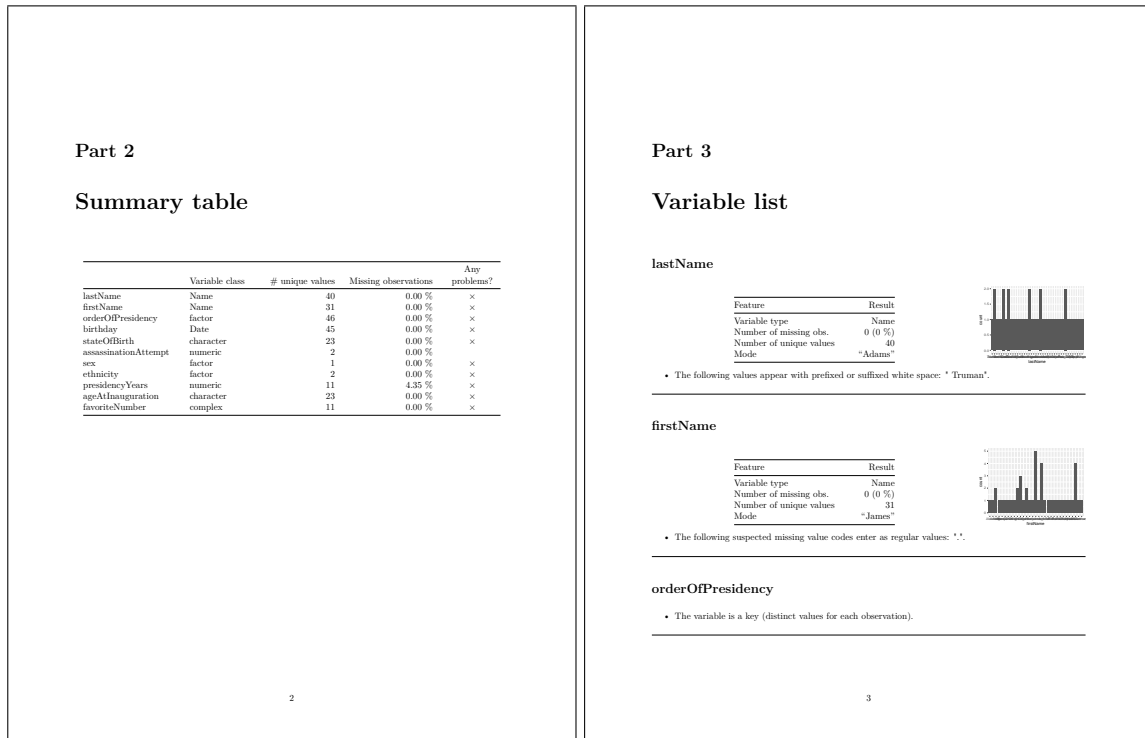 Part 2
Summary table
Any
Variable class # unique values Missing observations problems?
lastName Name 40 0.00 % ×
firstName Name 31 0.00 % ×
orderOfPresidency factor 46 0.00 % ×
birthday Date 45 0.00 % ×
stateOfBirth character 23 0.00 % ×
assassinationAttempt numeric 2 0.00 %
sex factor 1 0.00 % ×
ethnicity factor 2 0.00 % ×
presidencyYears numeric 11 4.35 % ×
ageAtInauguration character 23 0.00 % ×
favoriteNumber complex 11 0.00 % ×
2
Part 3
Variable list
lastName
Feature Result
Variable type Name
Number of missing obs. 0 (0 %)
Number of unique values 40
Mode “Adams”
count
lastName
• The following values appear with prefixed or suffixed white space: " Truman".
firstName
Feature Result
Variable type Name
Number of missing obs. 0 (0 %)
Number of unique values 31
Mode “James”
count
firstName
• The following suspected missing value codes enter as regular values: ".".
orderOfPresidency
• The variable is a key (distinct values for each observation).
3